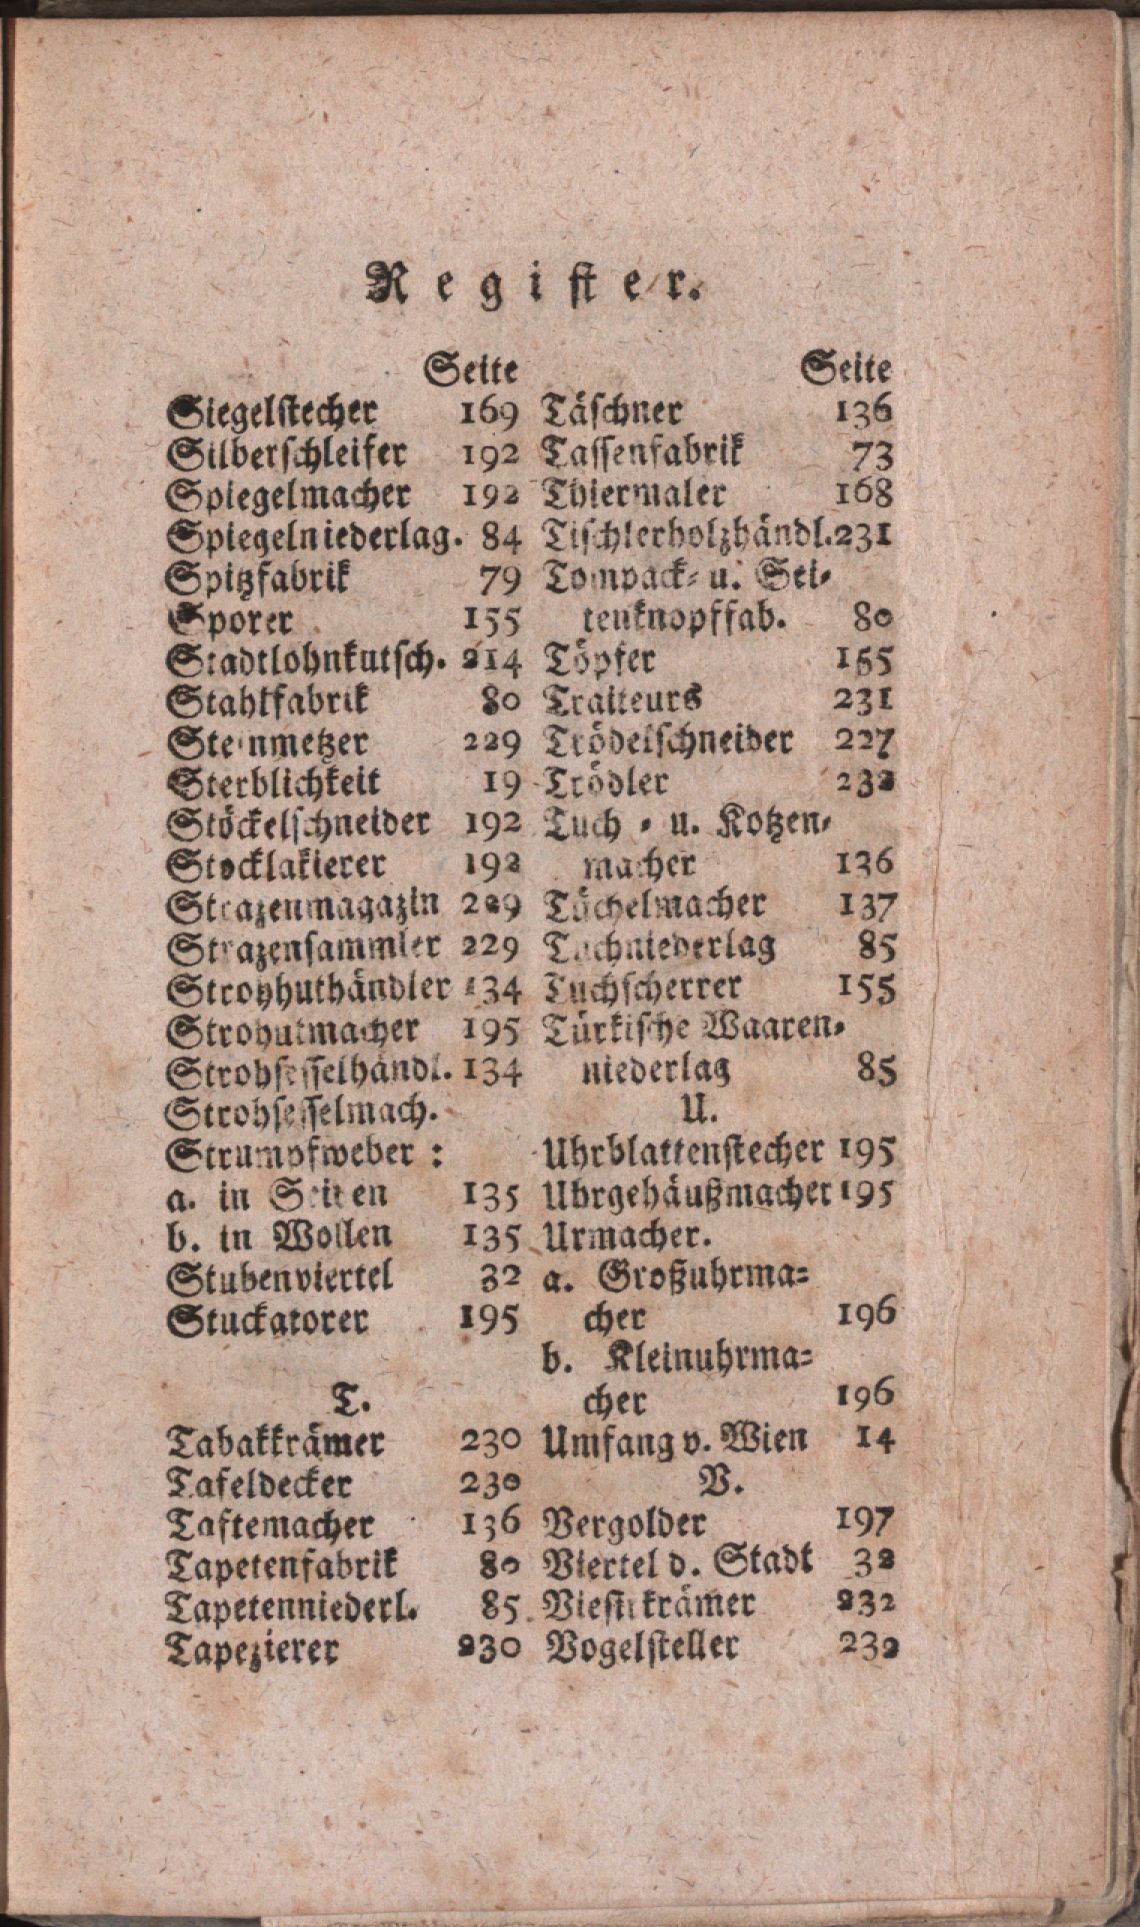 Register.
Seite
Siegelstecher 169
Silberschleifer 192
Spiegelmacher 192
Spiegelniederlag. 84
Spitzfabrik 79
Sporer 155
Stadtlohnkutsch. 214
Stahlfabrik 80
Steinmetzer 229
Sterblichkeit 19
Stöckelschneider 192
Stocklakierer 192
Strazenmagazin 229
Strazensammler 229
Strohhuthändler 134
Strohutmacher 195
Strohsesselhändl. 134
Strohsesselmach.
Strumpfweber:
a. in Seiden 135
b. in Wollen 135
Stubenviertel 32
Stuckatorer 195
T.
Tabakkrämer 230
Tafeldecker 230
Taftemacher 136
Tapetenfabrik 80
Tapetenniederl. 85
Tapezierer 230
Seite
Täschner 136
Tassenfabrik 73
Thiermaler 168
Tischlerholzhändl. 231
Tompack- u. Sei-
tenknopffab. 80
Töpfer 155
Traiteurs 231
Trödelschneider 227
Trödler 232
Tuch - u. Kotzen-
macher 136
Tüchelmacher 137
Tuchniederlag 85
Tuchscherrer 155
Türkische Waaren-
niederlag 85
U.
Uhrblattenstecher 195
Uhrgehäußmacher 195
Urmacher.
a. Großuhrma-
cher 196
b. Kleinuhrma-
cher 196
Umfang v. Wien 14
V.
Vergolder 197
Viertel d. Stadt 32
232
Vogelsteller 232